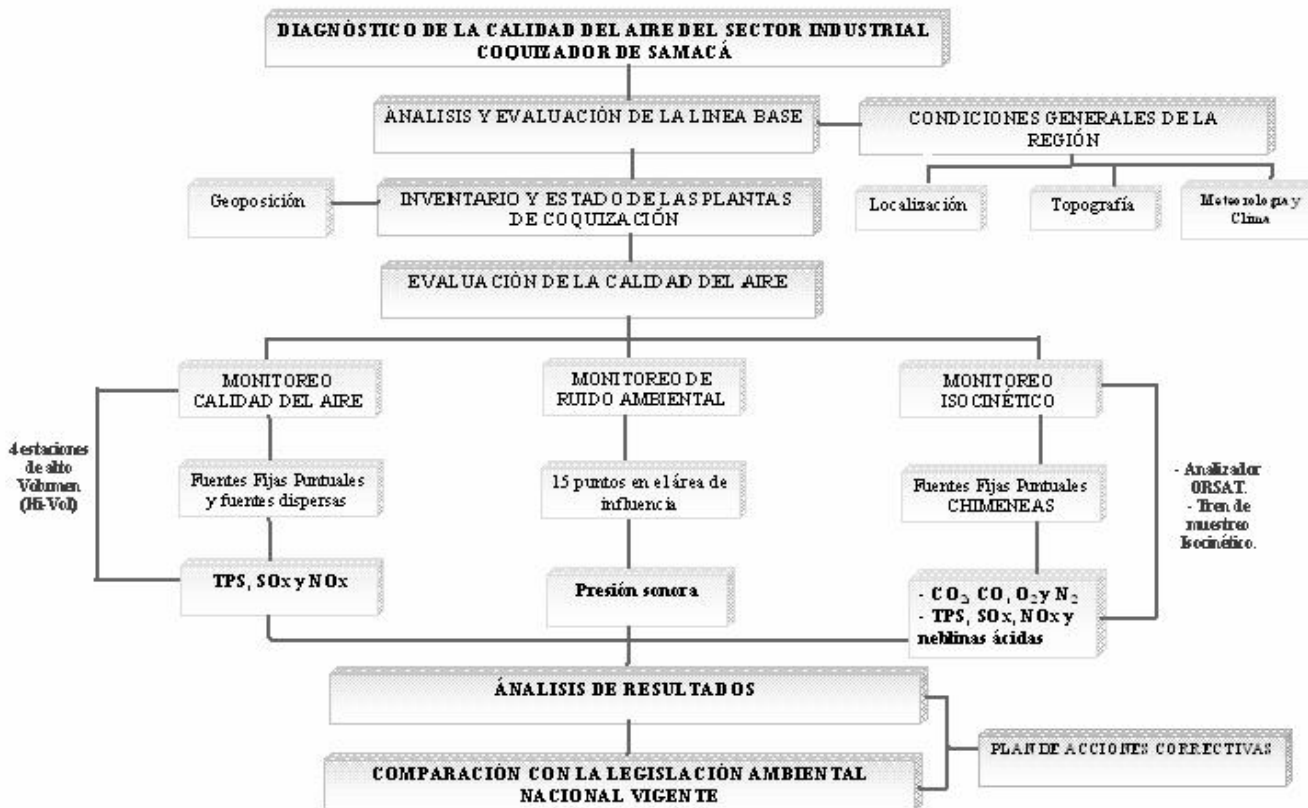 DIAGNÓSTICO DE LA CALIDAD DEL AIRE DEL SECTOR INDUSTRIAL
COQUIZADOR DE SAMACÁ
ÀNALISIS Y EVALUACIÓN DE LA LINEA BASE
CONDICIONES GENERALES DE LA
REGIÓN
Geoposición
INVENTARIO Y ESTADO DE LAS PLANTAS
DE COQUIZACIÓN
Localización
Topografía
Meteorología y
Clima
EVALUACIÓN DE LA CALIDAD DEL AIRE
MONITOREO
CALIDAD DEL AIRE
MONITOREO DE
RUIDO AMBIENTAL
MONITOREO
ISOCINÉTICO
4 estaciones
de alto
Volumen
(Hi-Vol)
Fuentes Fijas Puntuales
y fuentes dispersas
15 puntos en el área de
influencia
Fuentes Fijas Puntuales
CHIMENEAS
- Analizador
ORSAT.
- Tren de
muestreo
Isocinético.
TPS, SOx y NOx
Presión sonora
- CO₂, CO, O₂ y N₂
- TPS, SOx, NOx y
neblinas ácidas
ÁNALISIS DE RESULTADOS
PLAN DE ACCIONES CORRECTIVAS
COMPARACIÓN CON LA LEGISLACIÓN AMBIENTAL
NACIONAL VIGENTE